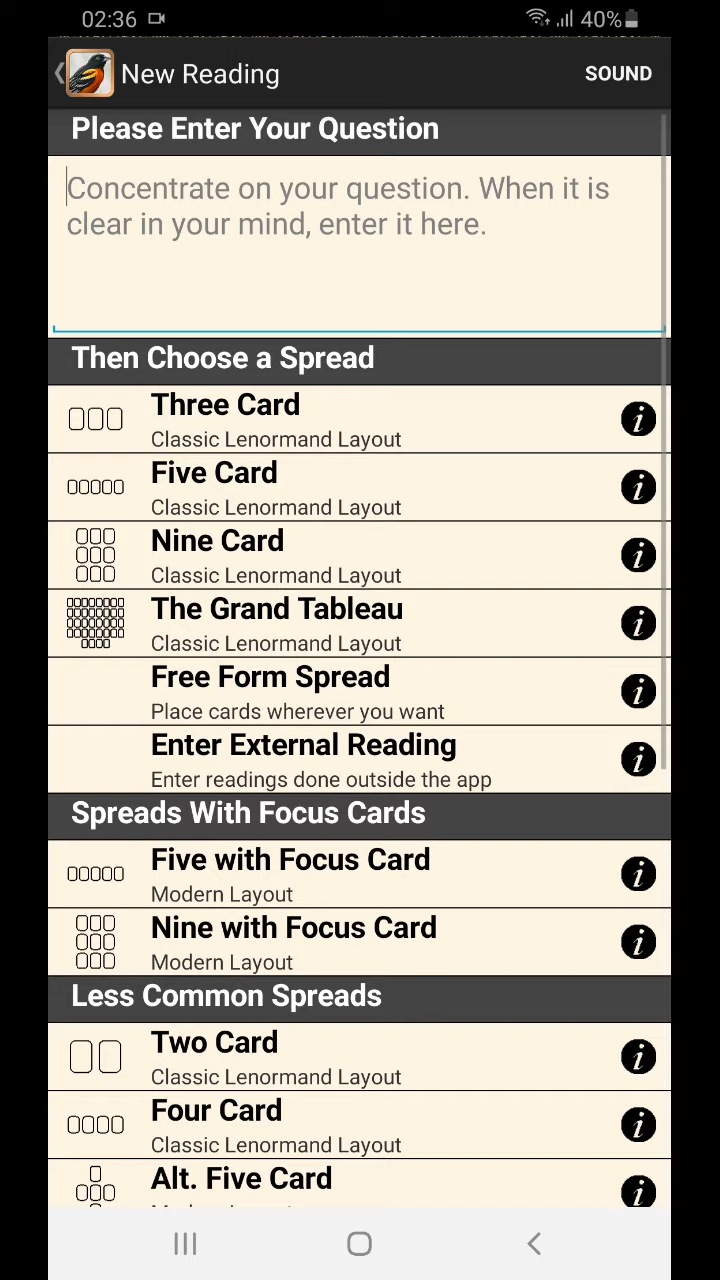 02:36
40%
New Reading
SOUND
Please Enter Your Question
Concentrate on your question. When it is
clear in your mind, enter it here.
Then Choose a Spread
Three Card
Classic Lenormand Layout
Five Card
Classic Lenormand Layout
Nine Card
Classic Lenormand Layout
The Grand Tableau
Classic Lenormand Layout
Free Form Spread
Place cards wherever you want
Enter External Reading
Enter readings done outside the app
Spreads With Focus Cards
Five with Focus Card
Modern Layout
Nine with Focus Card
Modern Layout
Less Common Spreads
Two Card
Classic Lenormand Layout
Four Card
Classic Lenormand Layout
Alt. Five Card